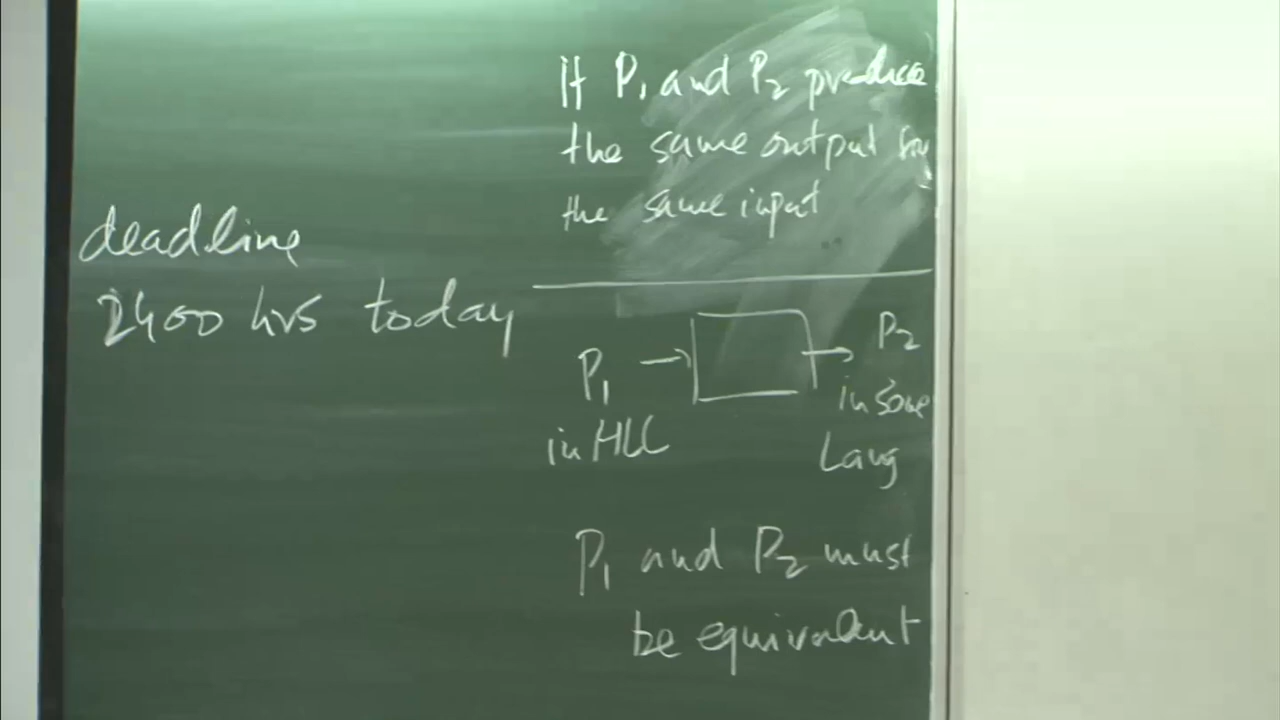 deadline
2400 hrs today
If P1 and P2 produce
the same output for
the same input
P1
in HLL
P2
in some
Lang
P1 and P2 must
be equivalent